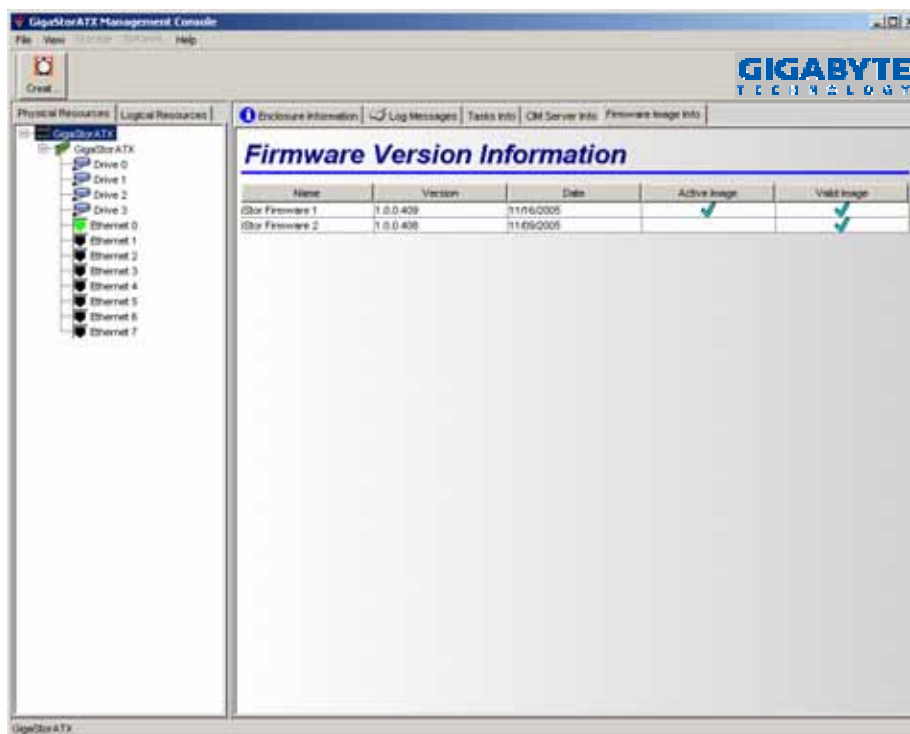 GigaStorATX Management Console
File View Storage Network Help
GIGABYTE
TECHNOLOGY
Creat...
Physical Resources Logical Resources
Enclosure Information Log Messages Tasks Info CIM Server Info Firmware Image Info
GigaStorATX
GigaStorATX
Drive 0
Drive 1
Drive 2
Drive 3
Ethernet 0
Ethernet 1
Ethernet 2
Ethernet 3
Ethernet 4
Ethernet 5
Ethernet 6
Ethernet 7
Firmware Version Information
Name Version Date Active Image Valid Image
iStor Firmware 1 1.0.0.409 11/16/2005
iStor Firmware 2 1.0.0.408 11/09/2005
GigaStorATX